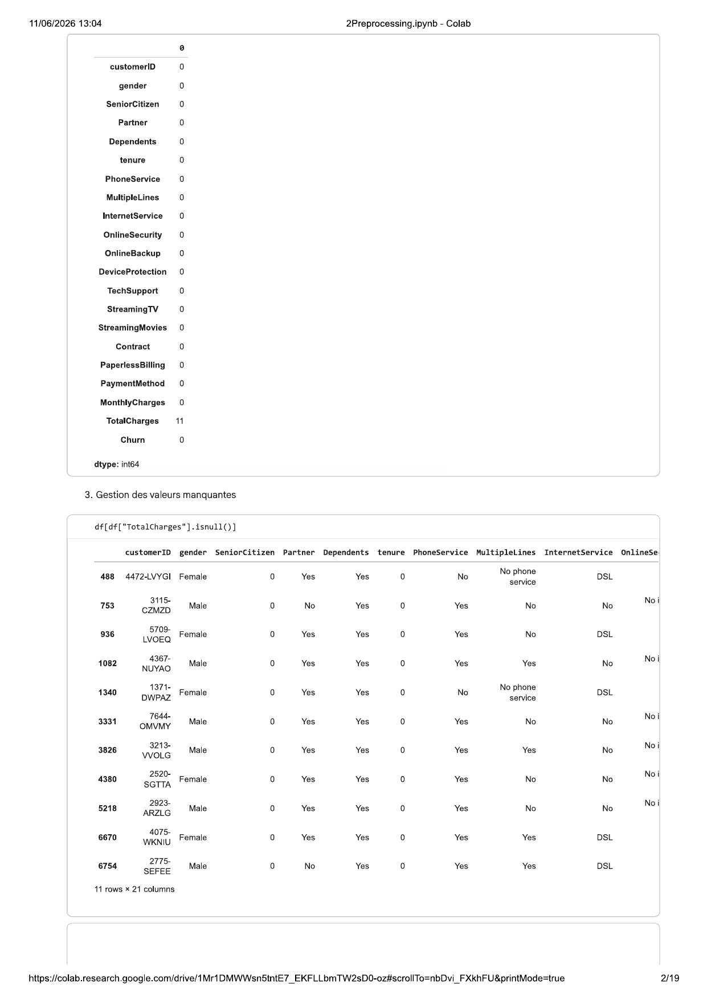 11/06/2026 13:04
2Preprocessing.ipynb - Colab
0
customerID 0
gender 0
SeniorCitizen 0
Partner 0
Dependents 0
tenure 0
PhoneService 0
MultipleLines 0
InternetService 0
OnlineSecurity 0
OnlineBackup 0
DeviceProtection 0
TechSupport 0
StreamingTV 0
StreamingMovies 0
Contract 0
PaperlessBilling 0
PaymentMethod 0
MonthlyCharges 0
TotalCharges 11
Churn 0
dtype: int64
3. Gestion des valeurs manquantes
df[df["TotalCharges"].isnull()]
customerID gender SeniorCitizen Partner Dependents tenure PhoneService MultipleLines InternetService OnlineSe
488 4472-LVYGI Female 0 Yes Yes 0 No No phone service DSL
753 3115-CZMZD Male 0 No Yes 0 Yes No No No i
936 5709-LVOEQ Female 0 Yes Yes 0 Yes No DSL
1082 4367-NUYAO Male 0 Yes Yes 0 Yes Yes No No i
1340 1371-DWPAZ Female 0 Yes Yes 0 No No phone service DSL
3331 7644-OMVMY Male 0 Yes Yes 0 Yes No No No i
3826 3213-VVOLG Male 0 Yes Yes 0 Yes Yes No No i
4380 2520-SGTTA Female 0 Yes Yes 0 Yes No No No i
5218 2923-ARZLG Male 0 Yes Yes 0 Yes No No No i
6670 4075-WKNIU Female 0 Yes Yes 0 Yes Yes DSL
6754 2775-SEFEE Male 0 No Yes 0 Yes Yes DSL
11 rows × 21 columns
https://colab.research.google.com/drive/1Mr1DMWWsn5tntE7_EKFLLbmTW2sD0-oz#scrollTo=nbDvi_FXkhFU&printMode=true
2/19